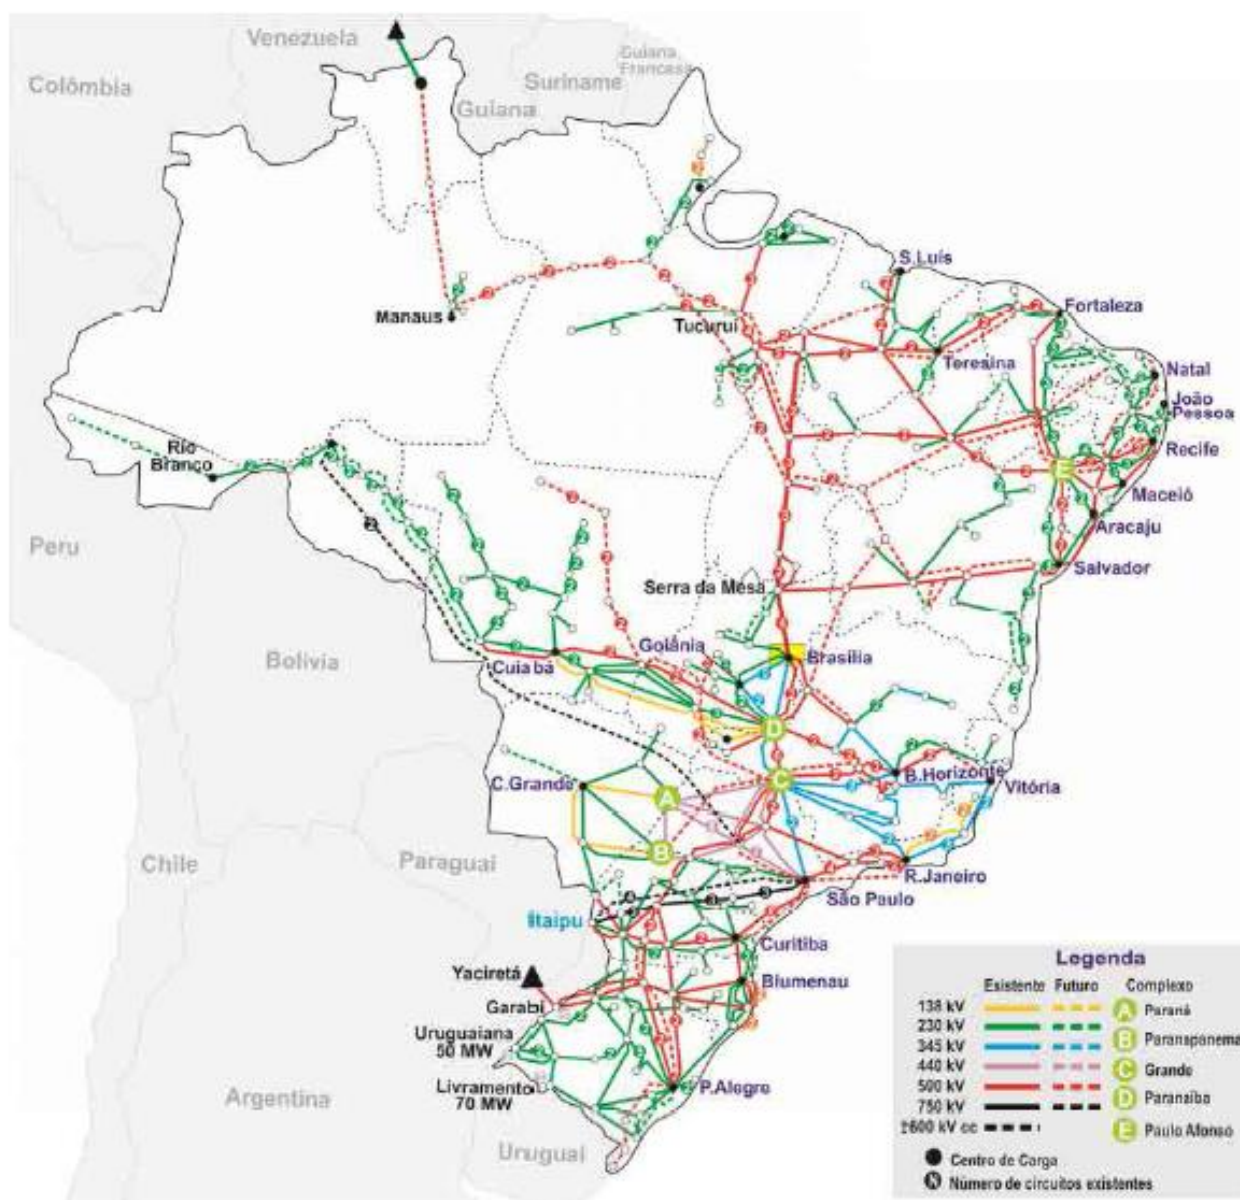 Venezuela
Guiana
Francesa
Suriname
Colômbia
Guiana
S.Luís
Fortaleza
Manaus
Tucuruí
Teresina
Natal
João
Pessoa
Rio
Branco
Recife
E
Maceió
Aracaju
Peru
Salvador
Serra da Mesa
Goiânia
Brasília
Bolívia
Cuiabá
D
C
B.Horizonte
C.Grande
A
Vitória
Chile
Paraguai
B
R.Janeiro
São Paulo
Itaipu
Curitiba
Yaciretá
Blumenau
Garabi
Uruguaiana
50 MW
Livramento
70 MW
P.Alegre
Argentina
Uruguai
Legenda
Existente Futuro Complexo
138 kV A Paraná
230 kV B Paranapanema
345 kV C Grande
440 kV D Paranaíba
500 kV E Paulo Afonso
750 kV
±600 kV cc
Centro de Carga
N Número de circuitos existentes